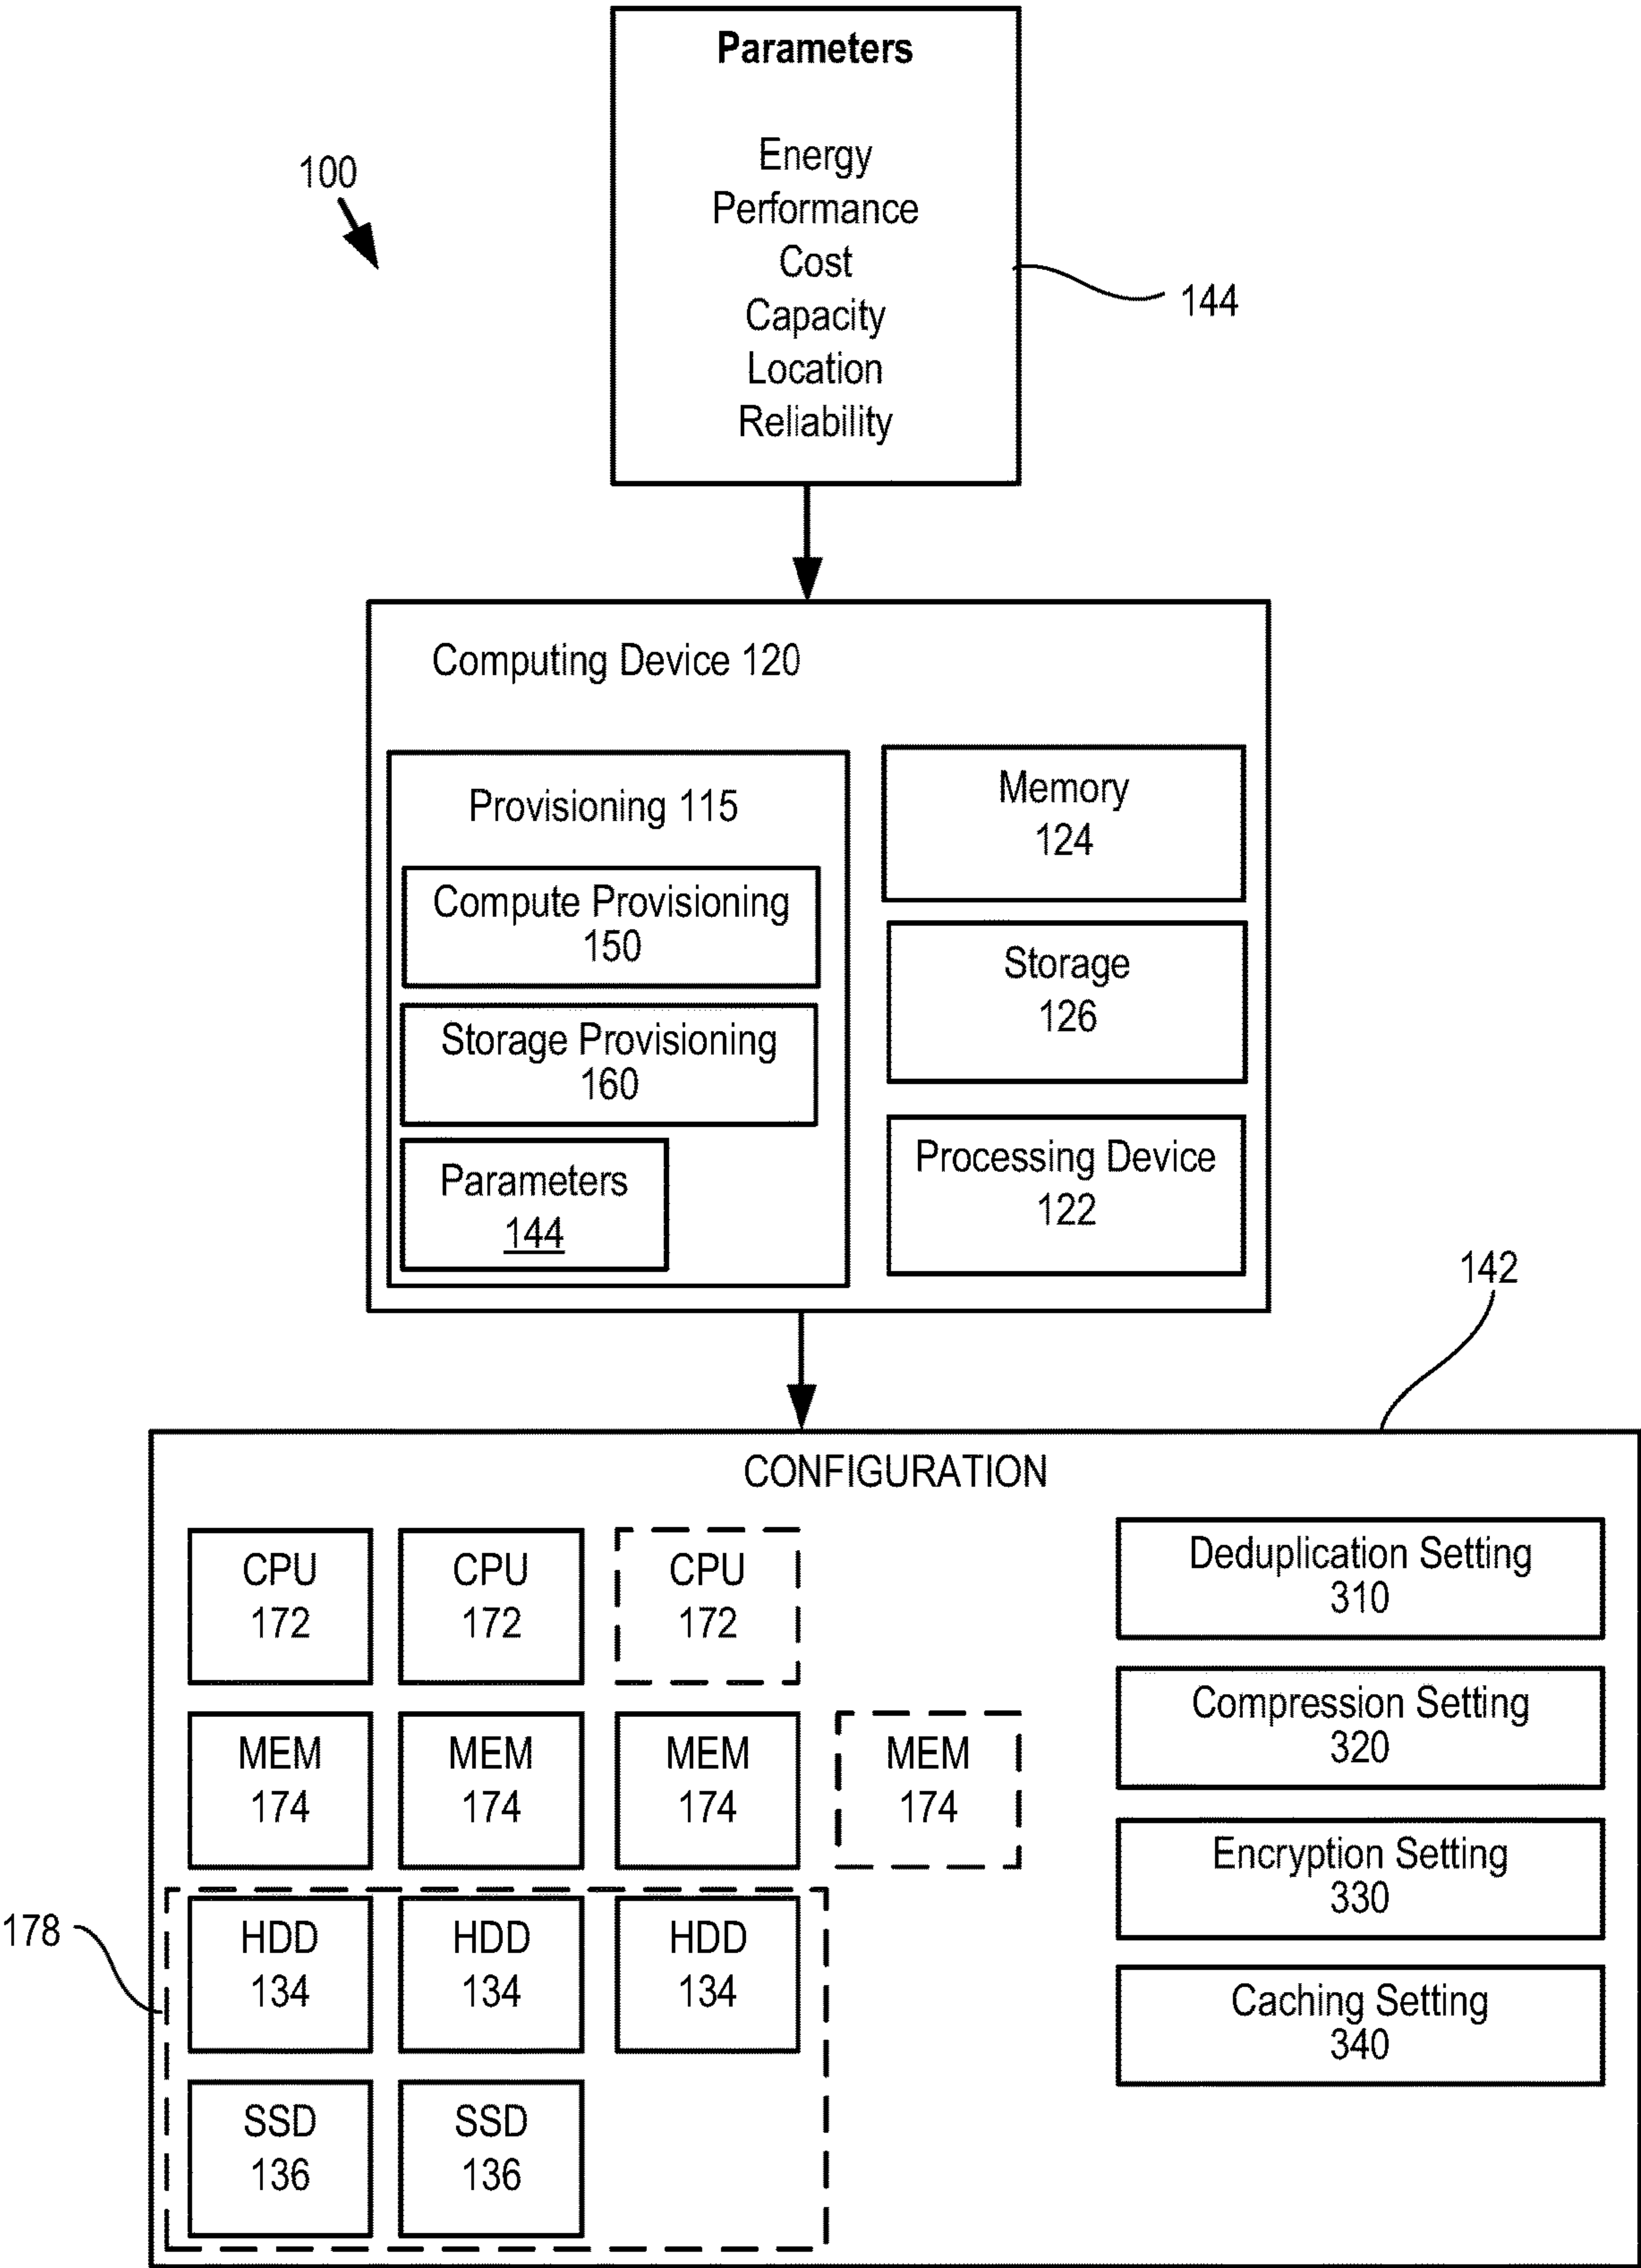 Parameters
100
Energy
Performance
Cost
Capacity
Location
Reliability
144
Computing Device 120
Provisioning 115
Compute Provisioning
150
Storage Provisioning
160
Parameters
144
Memory
124
Storage
126
Processing Device
122
142
CONFIGURATION
CPU
172
CPU
172
CPU
172
MEM
174
MEM
174
MEM
174
MEM
174
178
HDD
134
HDD
134
HDD
134
SSD
136
SSD
136
Deduplication Setting
310
Compression Setting
320
Encryption Setting
330
Caching Setting
340